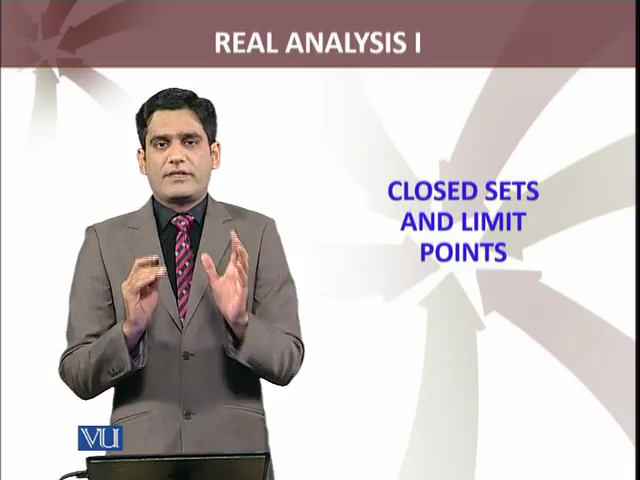 REAL ANALYSIS I
CLOSED SETS
AND LIMIT
POINTS
VU